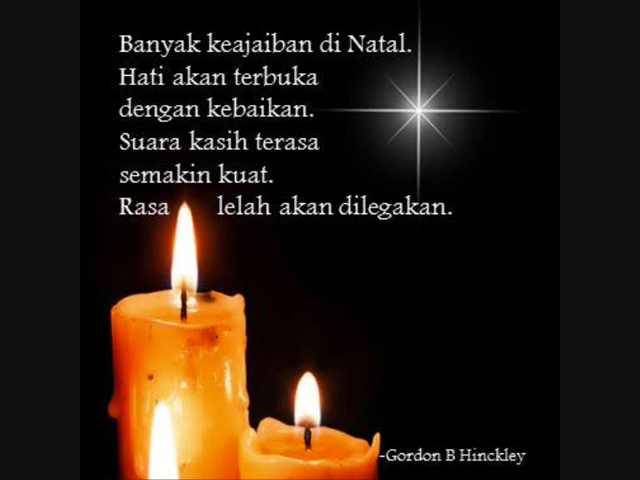 Banyak keajaiban di Natal.
Hati akan terbuka
dengan kebaikan.
Suara kasih terasa
semakin kuat.
Rasa lelah akan dilegakan.
-Gordon B Hinckley